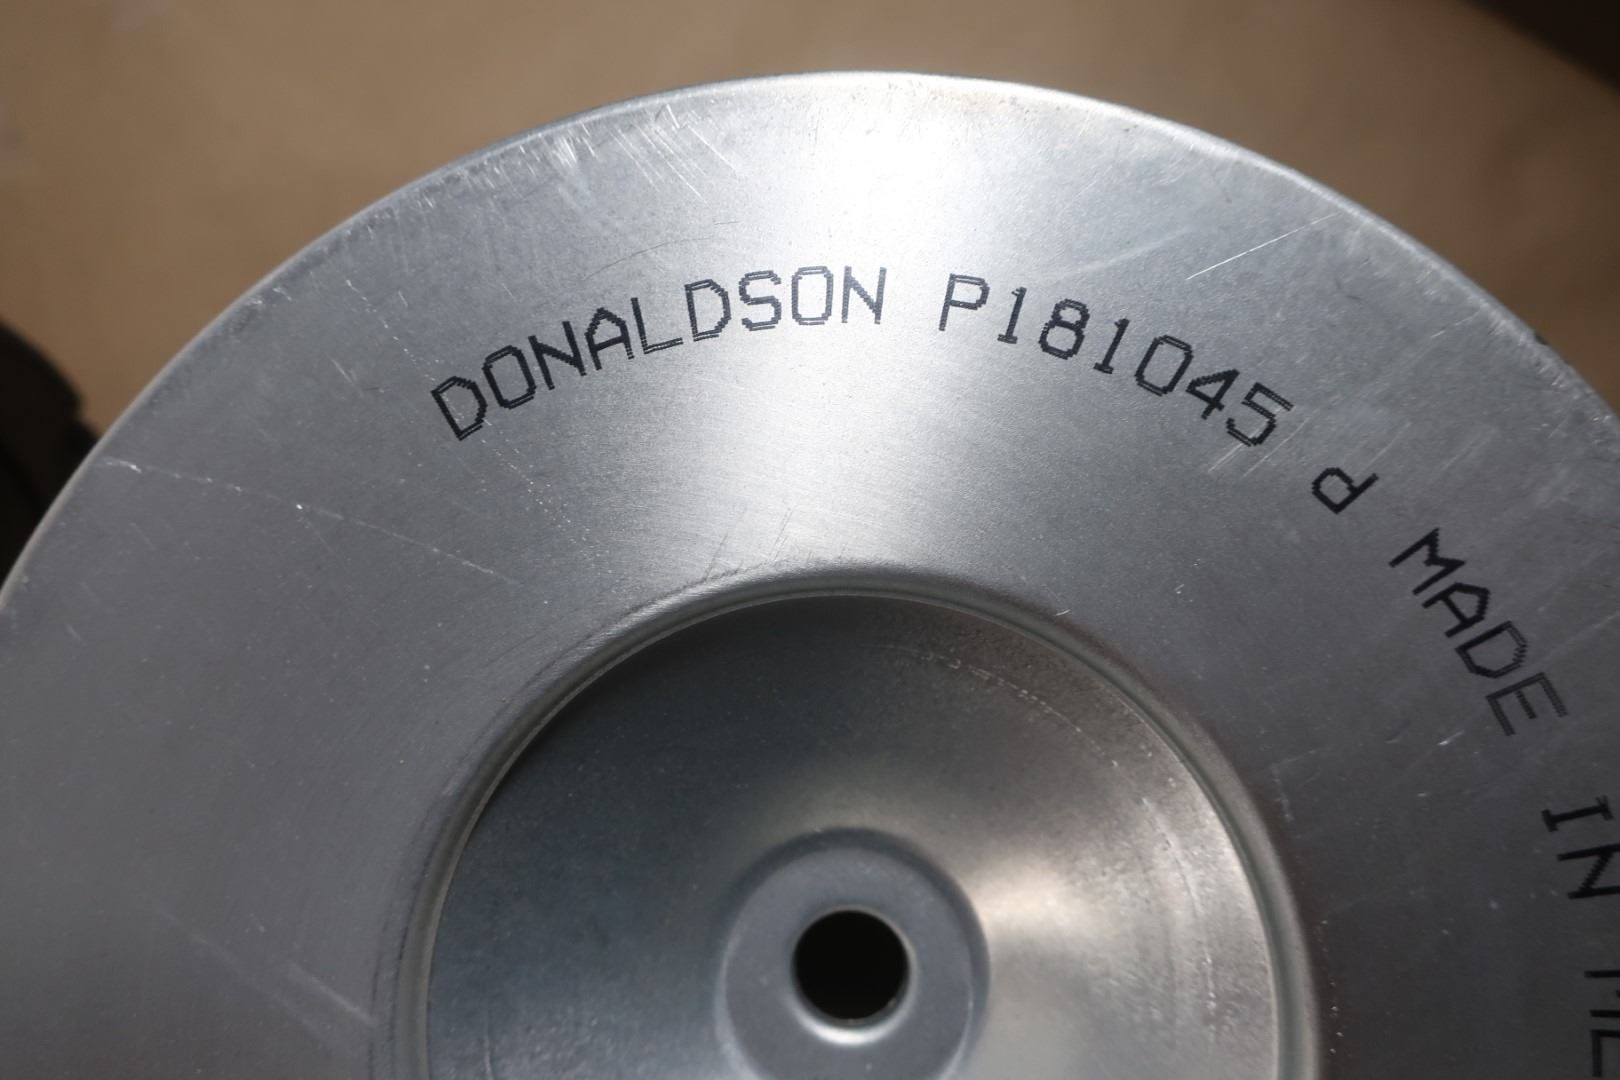 DONALDSON P181045 d MADE IN